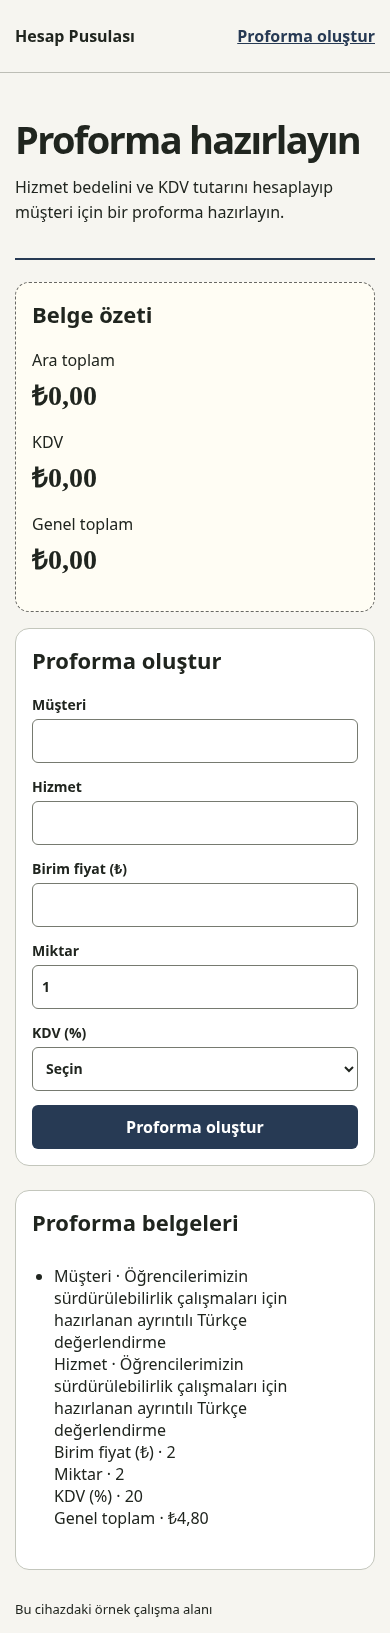 Hesap Pusulası
Proforma oluştur
Proforma hazırlayın
Hizmet bedelini ve KDV tutarını hesaplayıp
müşteri için bir proforma hazırlayın.
Belge özeti
Ara toplam
₺0,00
KDV
₺0,00
Genel toplam
₺0,00
Proforma oluştur
Müşteri
Hizmet
Birim fiyat (₺)
Miktar
1
KDV (%)
Seçin
Proforma oluştur
Proforma belgeleri
Müşteri · Öğrencilerimizin
sürdürülebilirlik çalışmaları için
hazırlanan ayrıntılı Türkçe
değerlendirme
Hizmet · Öğrencilerimizin
sürdürülebilirlik çalışmaları için
hazırlanan ayrıntılı Türkçe
değerlendirme
Birim fiyat (₺) · 2
Miktar · 2
KDV (%) · 20
Genel toplam · ₺4,80
Bu cihazdaki örnek çalışma alanı